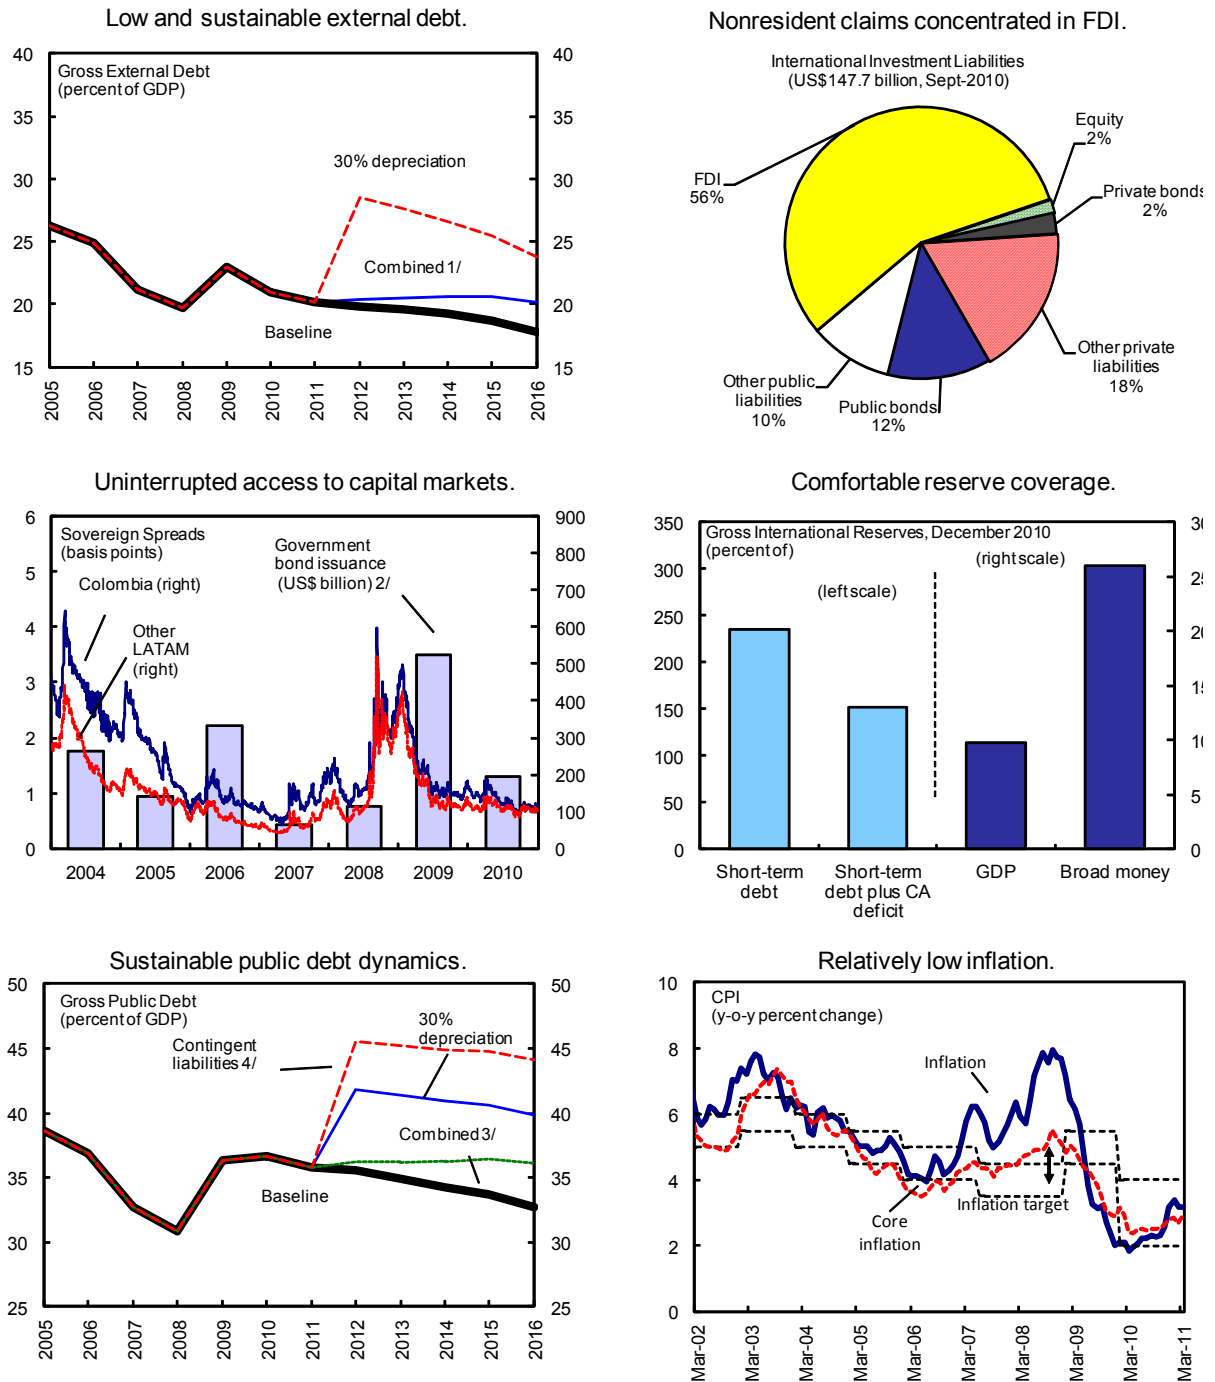 Low and sustainable external debt.
40
35
30
25
20
15
Gross External Debt
(percent of GDP)
30% depreciation
Combined 1/
Baseline
40
35
30
25
20
15
2005
2006
2007
2008
2009
2010
2011
2012
2013
2014
2015
2016
Nonresident claims concentrated in FDI.
International Investment Liabilities
(US$147.7 billion, Sept-2010)
Equity
2%
FDI
56%
Private bonds
2%
Other private
liabilities
18%
Other public
liabilities
10%
Public bonds
12%
Uninterrupted access to capital markets.
6
5
4
3
2
1
0
Sovereign Spreads
(basis points)
Colombia (right)
Other
LATAM
(right)
Government
bond issuance
(US$ billion) 2/
900
800
700
600
500
400
300
200
100
0
2004
2005
2006
2007
2008
2009
2010
Comfortable reserve coverage.
350
300
250
200
150
100
50
0
Gross International Reserves, December 2010
(percent of)
(right scale)
(left scale)
30
25
20
15
10
5
0
Short-term
debt
Short-term
debt plus CA
deficit
GDP
Broad money
Sustainable public debt dynamics.
50
45
40
35
30
25
Gross Public Debt
(percent of GDP)
30%
depreciation
Contingent
liabilities 4/
Combined 3/
Baseline
50
45
40
35
30
25
2005
2006
2007
2008
2009
2010
2011
2012
2013
2014
2015
2016
Relatively low inflation.
10
8
6
4
2
0
CPI
(y-o-y percent change)
Inflation
Inflation target
Core
inflation
Mar-02
Mar-03
Mar-04
Mar-05
Mar-06
Mar-07
Mar-08
Mar-09
Mar-10
Mar-11